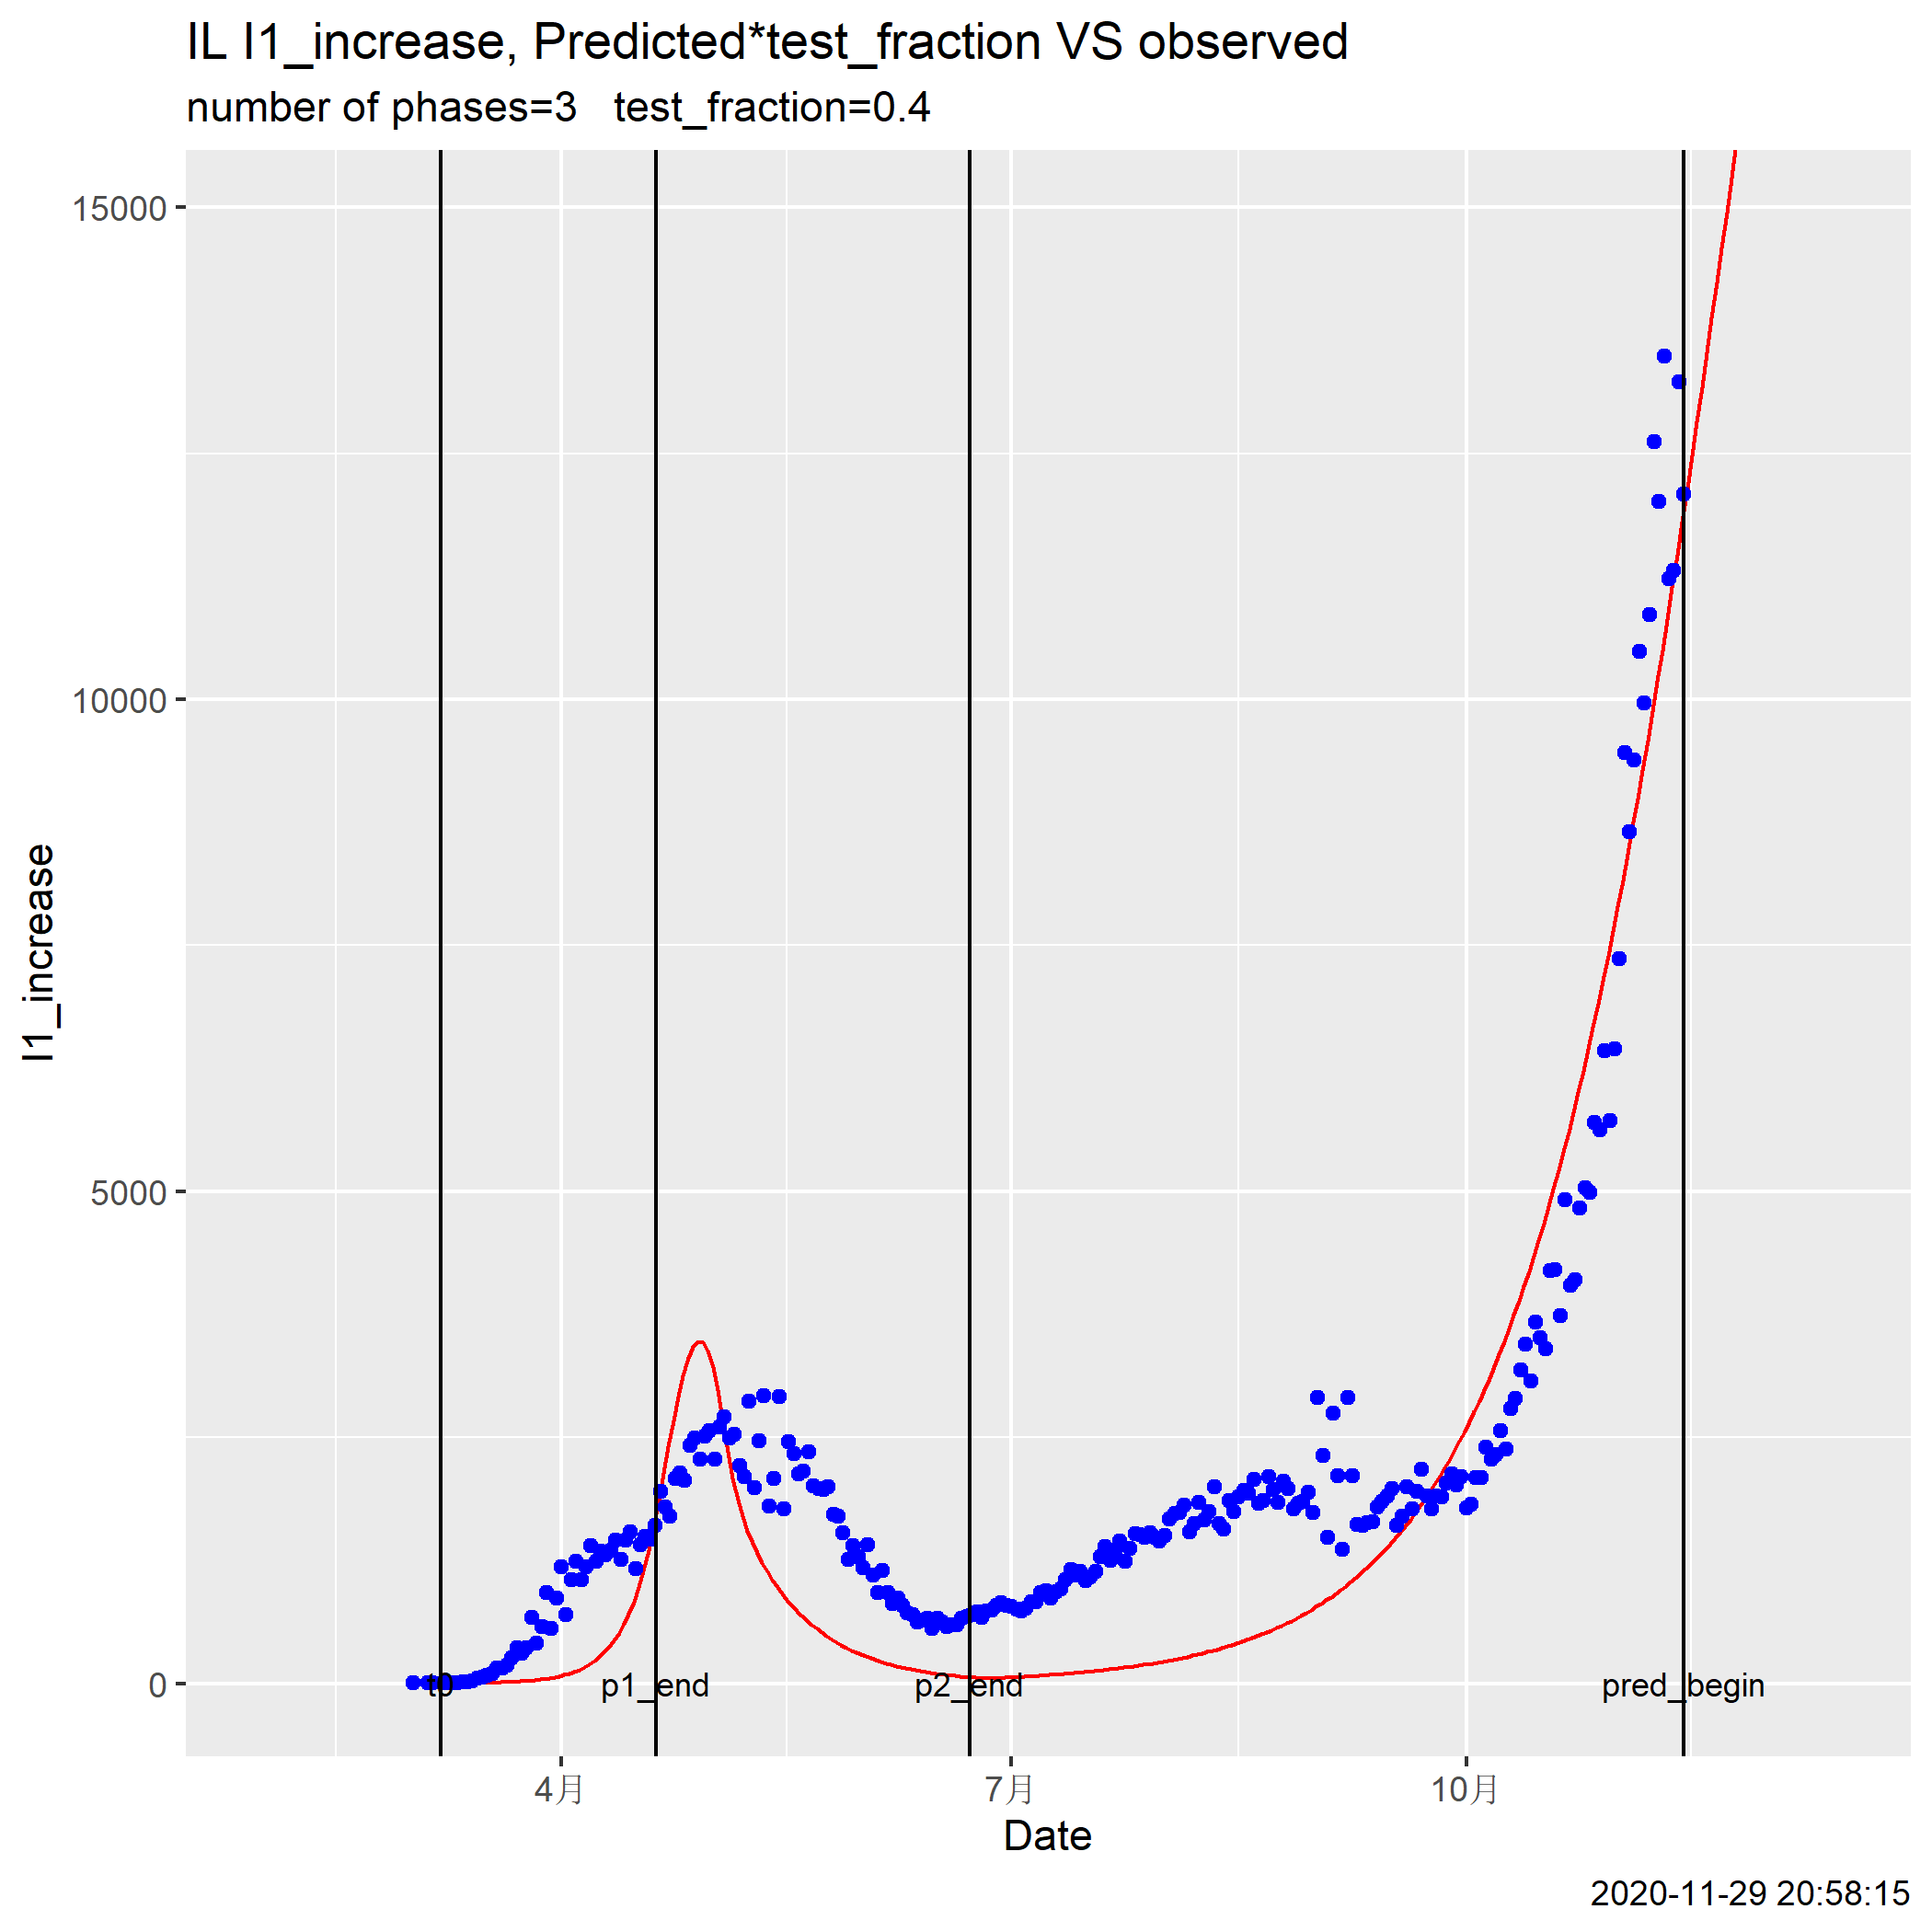 IL I1_increase, Predicted*test_fraction VS observed
number of phases=3   test_fraction=0.4
I1_increase
15000
10000
5000
0
t0
p1_end
p2_end
pred_begin
4月
7月
10月
Date
2020-11-29 20:58:15